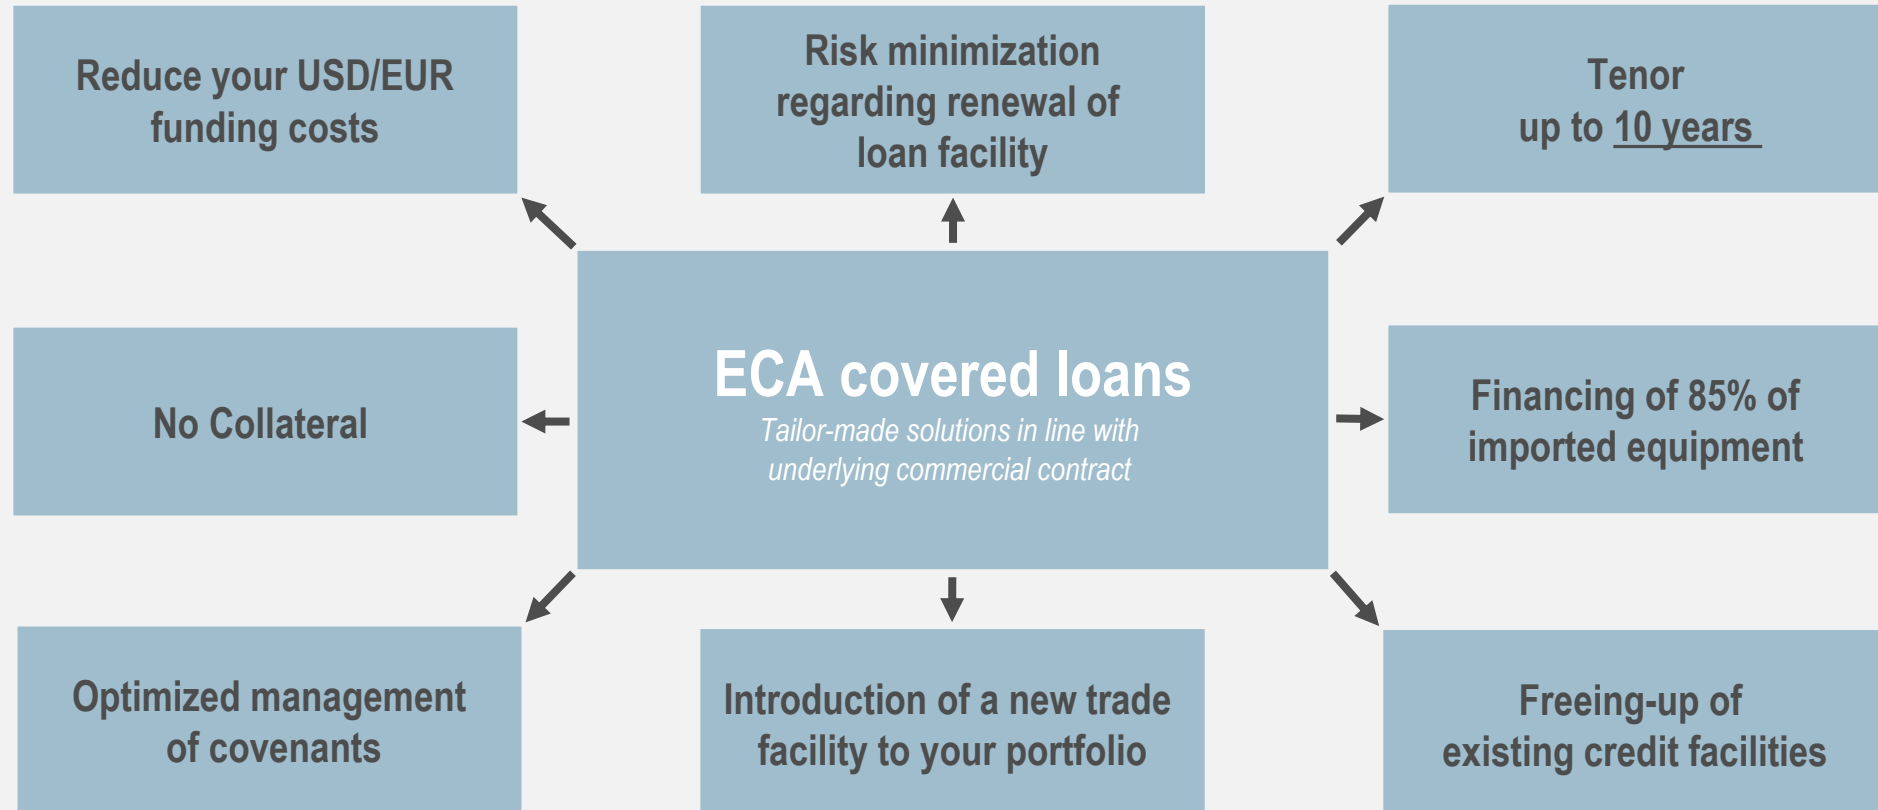 Reduce your USD/EUR
funding costs
Risk minimization
regarding renewal of
loan facility
Tenor
up to 10 years
ECA covered loans
Tailor-made solutions in line with
underlying commercial contract
No Collateral
Financing of 85% of
imported equipment
Optimized management
of covenants
Introduction of a new trade
facility to your portfolio
Freeing-up of
existing credit facilities